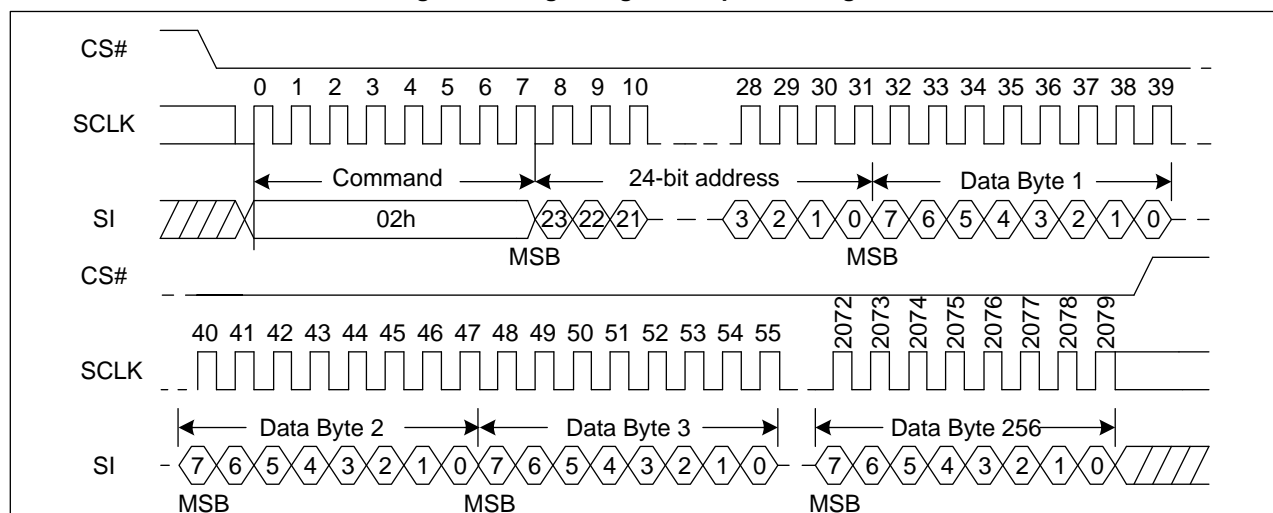 CS#
0 1 2 3 4 5 6 7 8 9 10 28 29 30 31 32 33 34 35 36 37 38 39
SCLK
Command 24-bit address Data Byte 1
SI 02h 23 22 21 3 2 1 0 7 6 5 4 3 2 1 0
MSB MSB
CS#
40 41 42 43 44 45 46 47 48 49 50 51 52 53 54 55 2072 2073 2074 2075 2076 2077 2078 2079
SCLK
Data Byte 2 Data Byte 3 Data Byte 256
SI 7 6 5 4 3 2 1 0 7 6 5 4 3 2 1 0 7 6 5 4 3 2 1 0
MSB MSB MSB